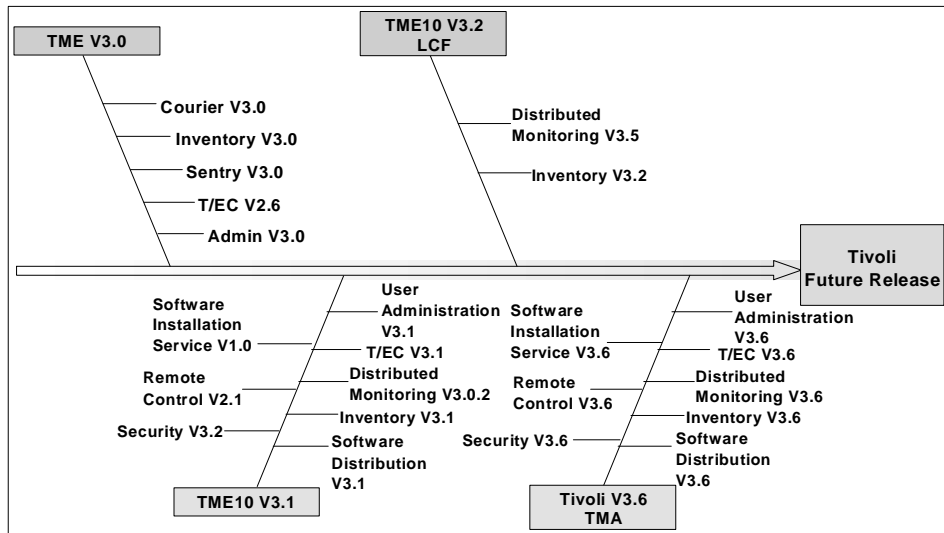 TME V3.0
TME10 V3.2
LCF
Courier V3.0
Inventory V3.0
Sentry V3.0
T/EC V2.6
Admin V3.0
Distributed
Monitoring V3.5
Inventory V3.2
Tivoli
Future Release
Software
Installation
Service V1.0
Remote
Control V2.1
Security V3.2
User
Administration
V3.1
T/EC V3.1
Distributed
Monitoring V3.0.2
Inventory V3.1
Software
Distribution
V3.1
TME10 V3.1
Software
Installation
Service V3.6
Remote
Control V3.6
Security V3.6
User
Administration
V3.6
T/EC V3.6
Distributed
Monitoring V3.6
Inventory V3.6
Software
Distribution
V3.6
Tivoli V3.6
TMA